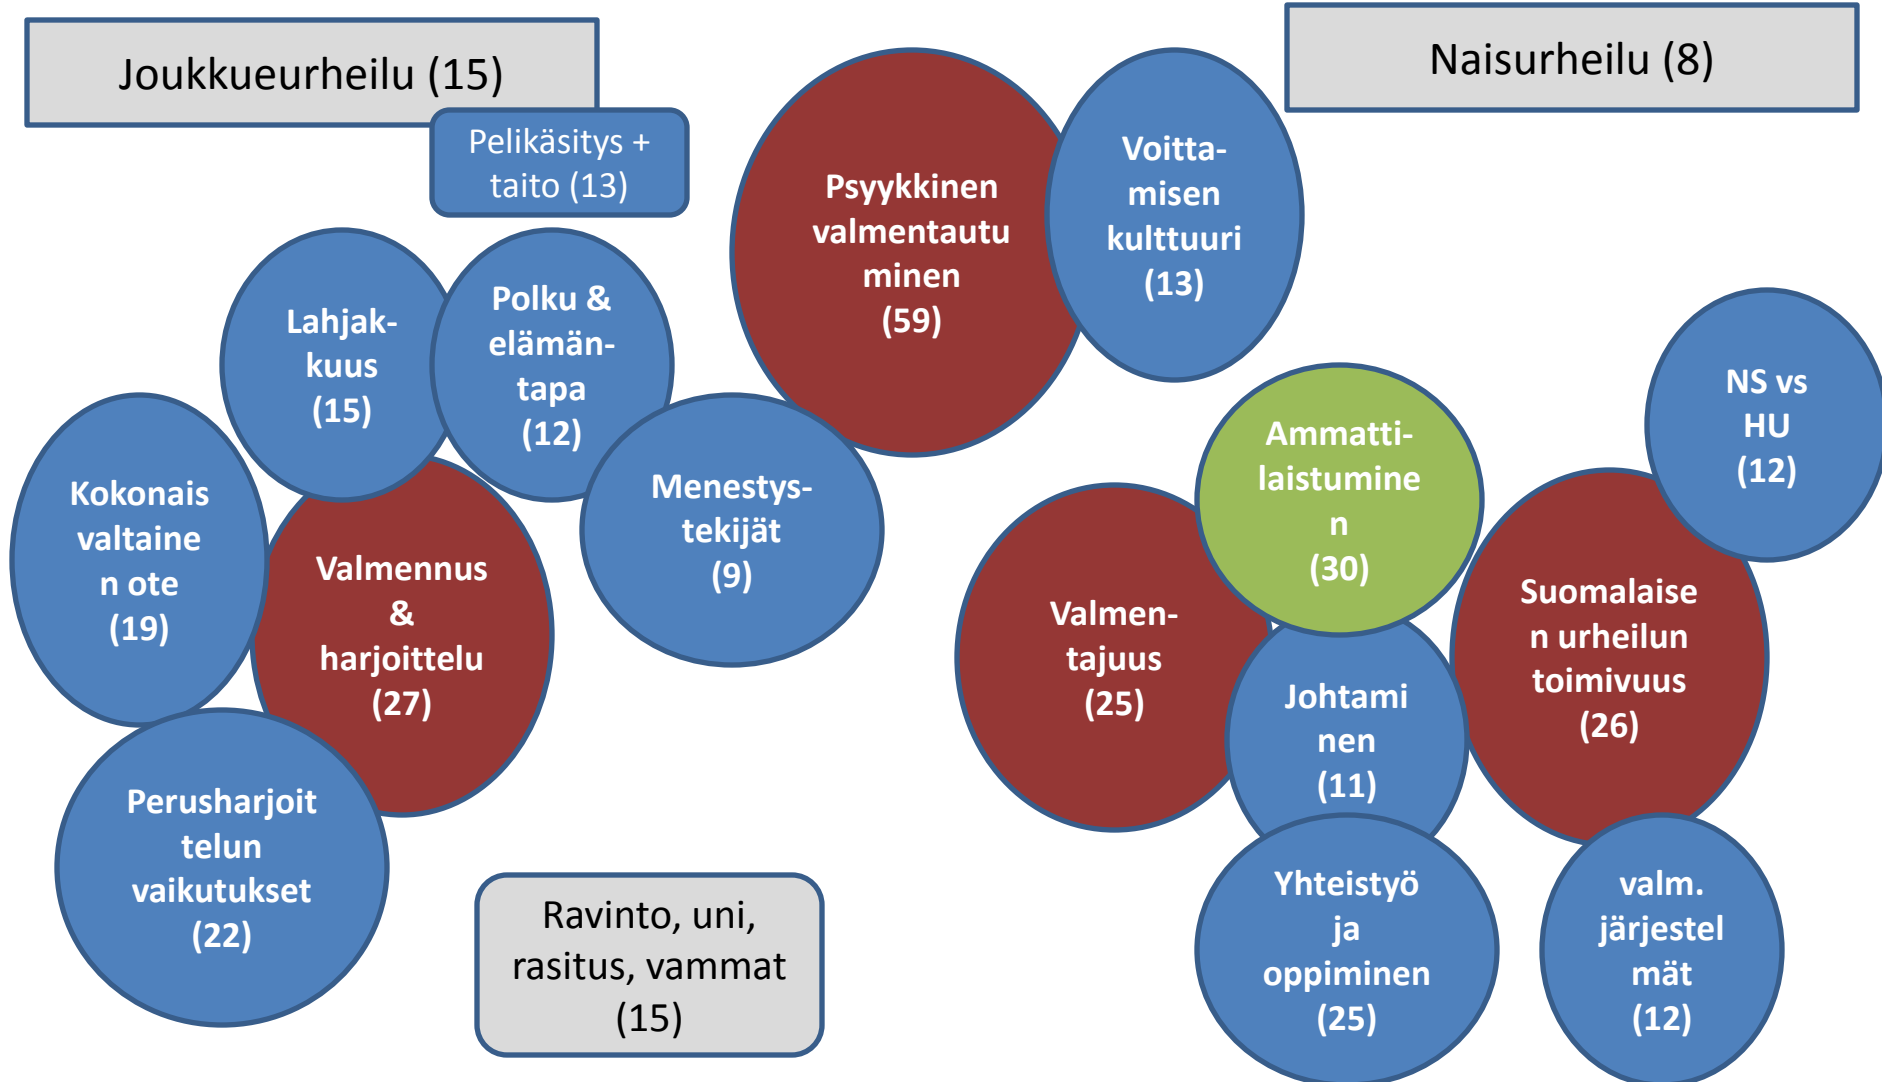 Joukkueurheilu (15)
Naisurheilu (8)
Pelikäsitys +
taito (13)
Psyykkinen
valmentautu
minen
(59)
Voitta-
misen
kulttuuri
(13)
Lahjak-
kuus
(15)
Polku &
elämän-
tapa
(12)
NS vs
HU
(12)
Ammatti-
laistumine
n
(30)
Kokonais
valtaine
n ote
(19)
Menestys-
tekijät
(9)
Valmennus
&
harjoittelu
(27)
Valmen-
tajuus
(25)
Suomalaise
n urheilun
toimivuus
(26)
Johtami
nen
(11)
Perusharjoit
telun
vaikutukset
(22)
Ravinto, uni,
rasitus, vammat
(15)
Yhteistyö
ja
oppiminen
(25)
valm.
järjestel
mät
(12)